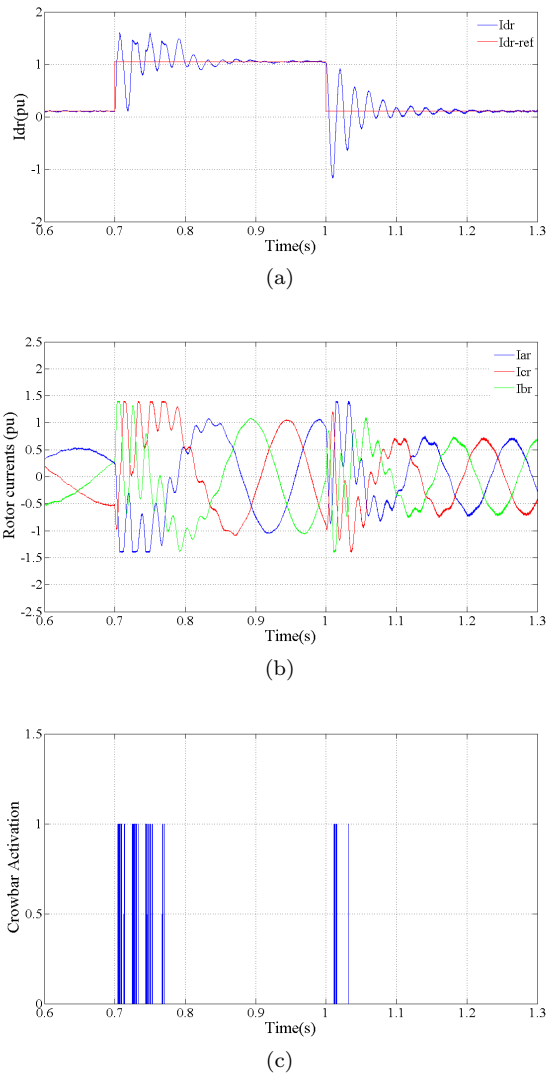 2
1
0
-1
-2
Idr(pu)
Idr
Idr-ref
0.6 0.7 0.8 0.9 1 1.1 1.2 1.3
Time(s)
(a)
2.5
2
1.5
1
0.5
0
-0.5
-1
-1.5
-2
-2.5
Rotor currents (pu)
Iar
Icr
Ibr
0.6 0.7 0.8 0.9 1 1.1 1.2 1.3
Time(s)
(b)
1.5
1
0.5
0
Crowbar Activation
0.6 0.7 0.8 0.9 1 1.1 1.2 1.3
Time(s)
(c)